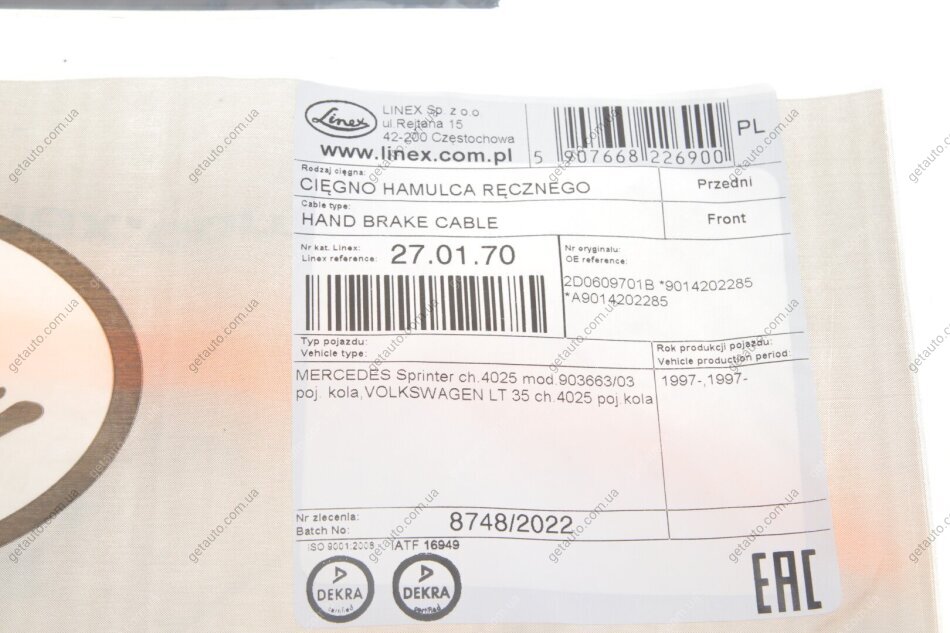 Linex
LINEX Sp. z o.o
ul Rejtana 15
42-200 Częstochowa
www.linex.com.pl
5 907668 226900
PL
Rodzaj cięgna:
CIĘGNO HAMULCA RĘCZNEGO
Przedni
Cable type:
HAND BRAKE CABLE
Front
Nr kat. Linex:
Linex reference:
27.01.70
Nr oryginału:
OE reference:
2D0609701B *9014202285
*A9014202285
Typ pojazdu:
Vehicle type:
Rok produkcji pojazdu:
Vehicle production period:
MERCEDES Sprinter ch.4025 mod.903663/03
poj. kola,VOLKSWAGEN LT 35 ch.4025 poj.kola
1997-,1997-
Nr zlecenia:
Batch No:
8748/2022
ISO 9001:2008
IATF 16949
DEKRA
certified
DEKRA
certified
EAC
getauto.com.ua